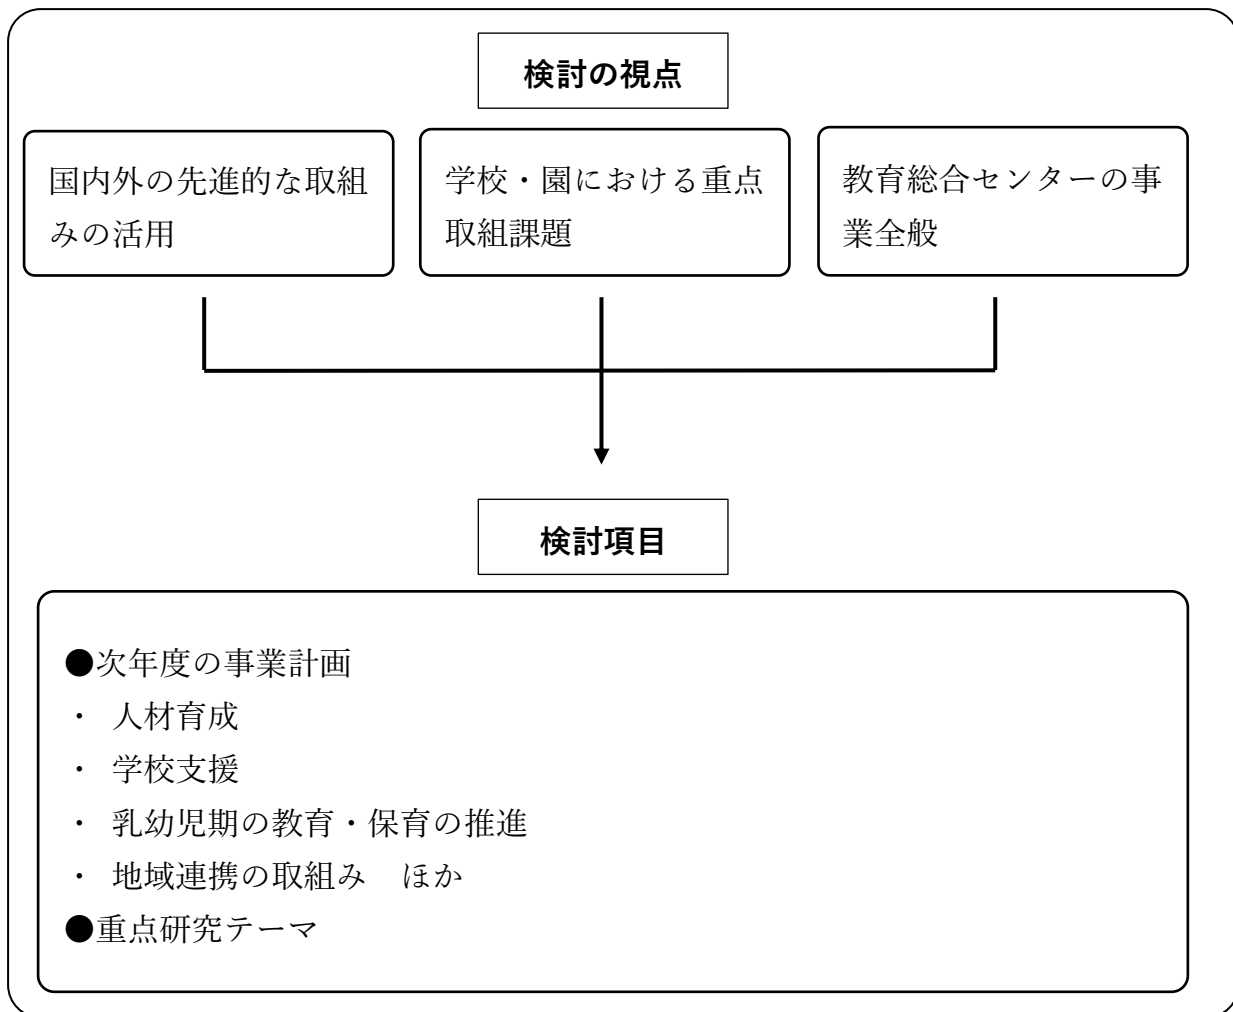 検討の視点
国内外の先進的な取組
みの活用
学校・園における重点
取組課題
教育総合センターの事
業全般
検討項目
●次年度の事業計画
・ 人材育成
・ 学校支援
・ 乳幼児期の教育・保育の推進
・ 地域連携の取組み　ほか
●重点研究テーマ